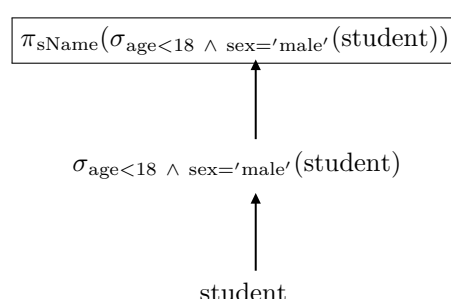 π_sName(σ_age<18 ∧ sex='male'(student))
σ_age<18 ∧ sex='male'(student)
student